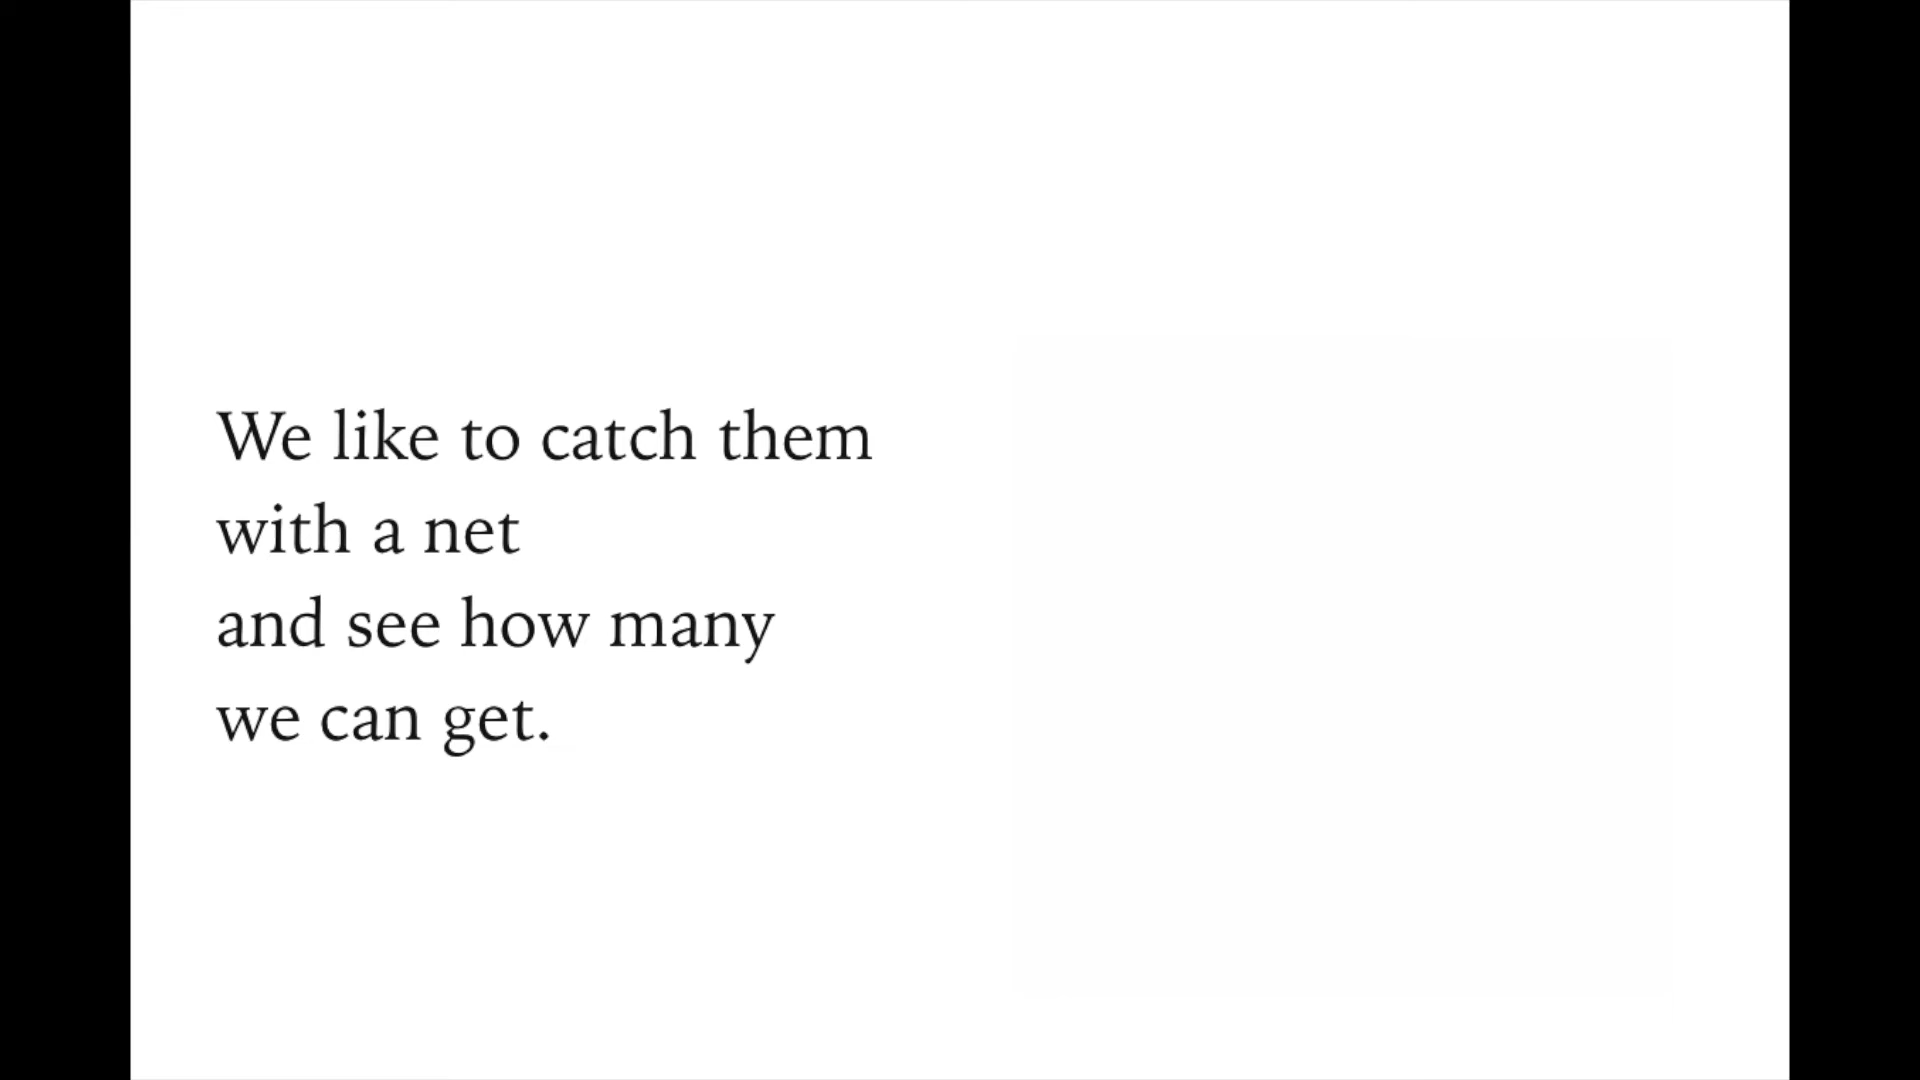 We like to catch them
with a net
and see how many
we can get.